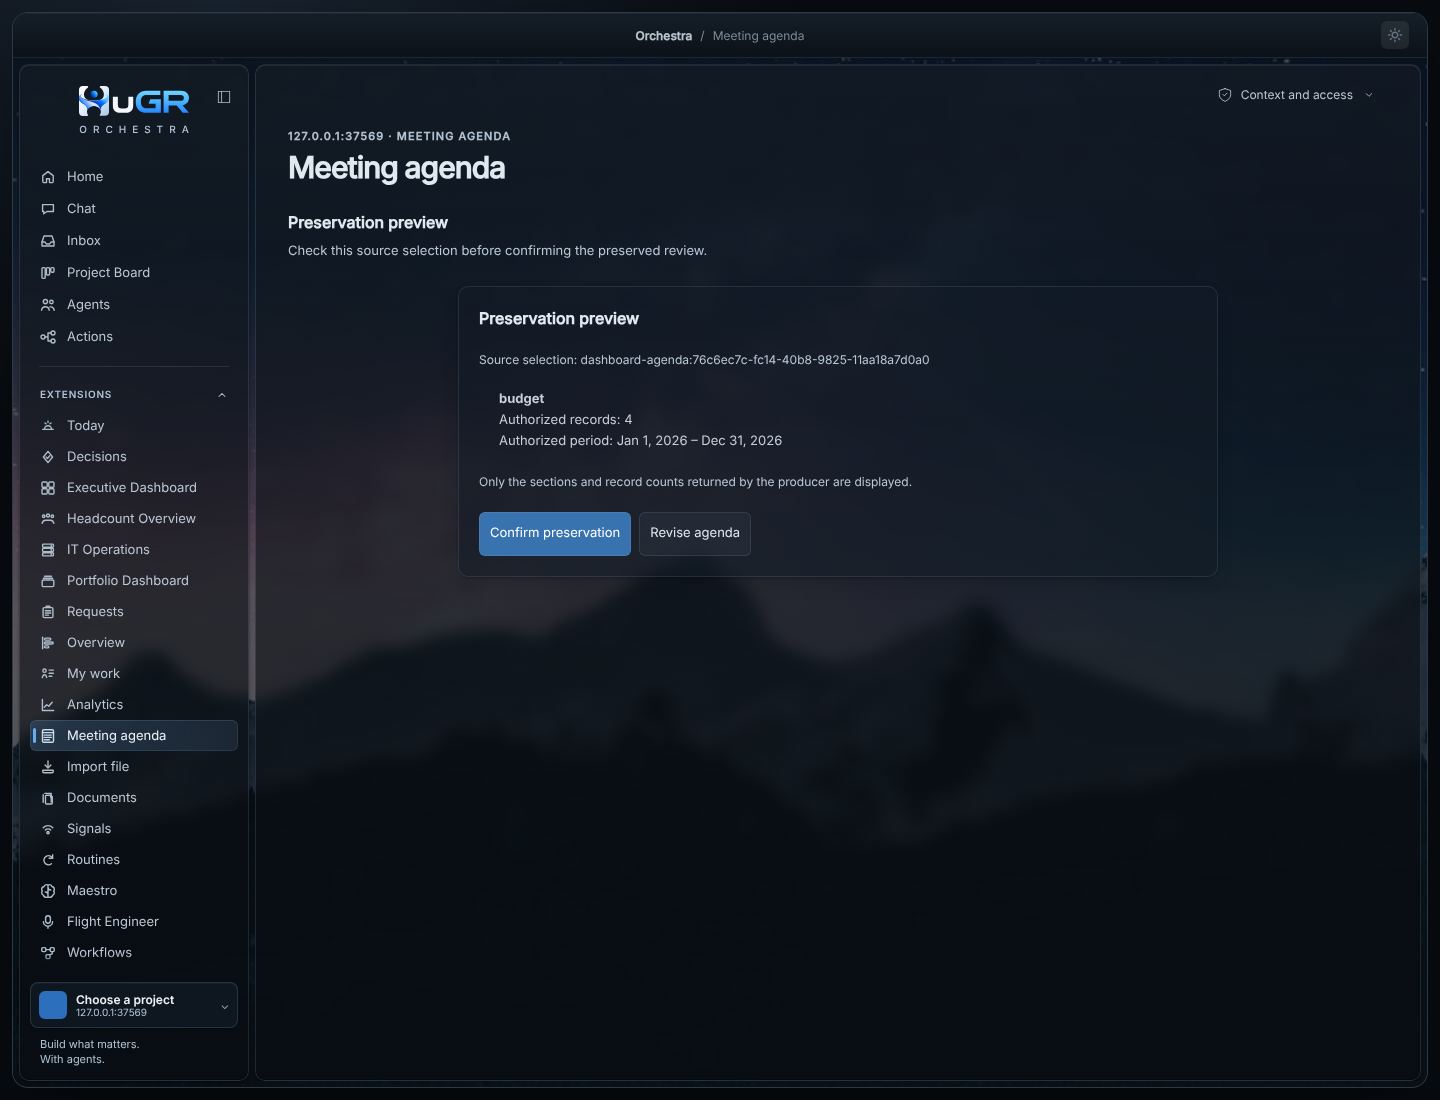 Orchestra / Meeting agenda
HuGR
ORCHESTRA
Home
Chat
Inbox
Project Board
Agents
Actions
EXTENSIONS
Today
Decisions
Executive Dashboard
Headcount Overview
IT Operations
Portfolio Dashboard
Requests
Overview
My work
Analytics
Meeting agenda
Import file
Documents
Signals
Routines
Maestro
Flight Engineer
Workflows
Choose a project
127.0.0.1:37569
Build what matters.
With agents.
Context and access
127.0.0.1:37569 · MEETING AGENDA
Meeting agenda
Preservation preview
Check this source selection before confirming the preserved review.
Preservation preview
Source selection: dashboard-agenda:76c6ec7c-fc14-40b8-9825-11aa18a7d0a0
budget
Authorized records: 4
Authorized period: Jan 1, 2026 – Dec 31, 2026
Only the sections and record counts returned by the producer are displayed.
Confirm preservation
Revise agenda